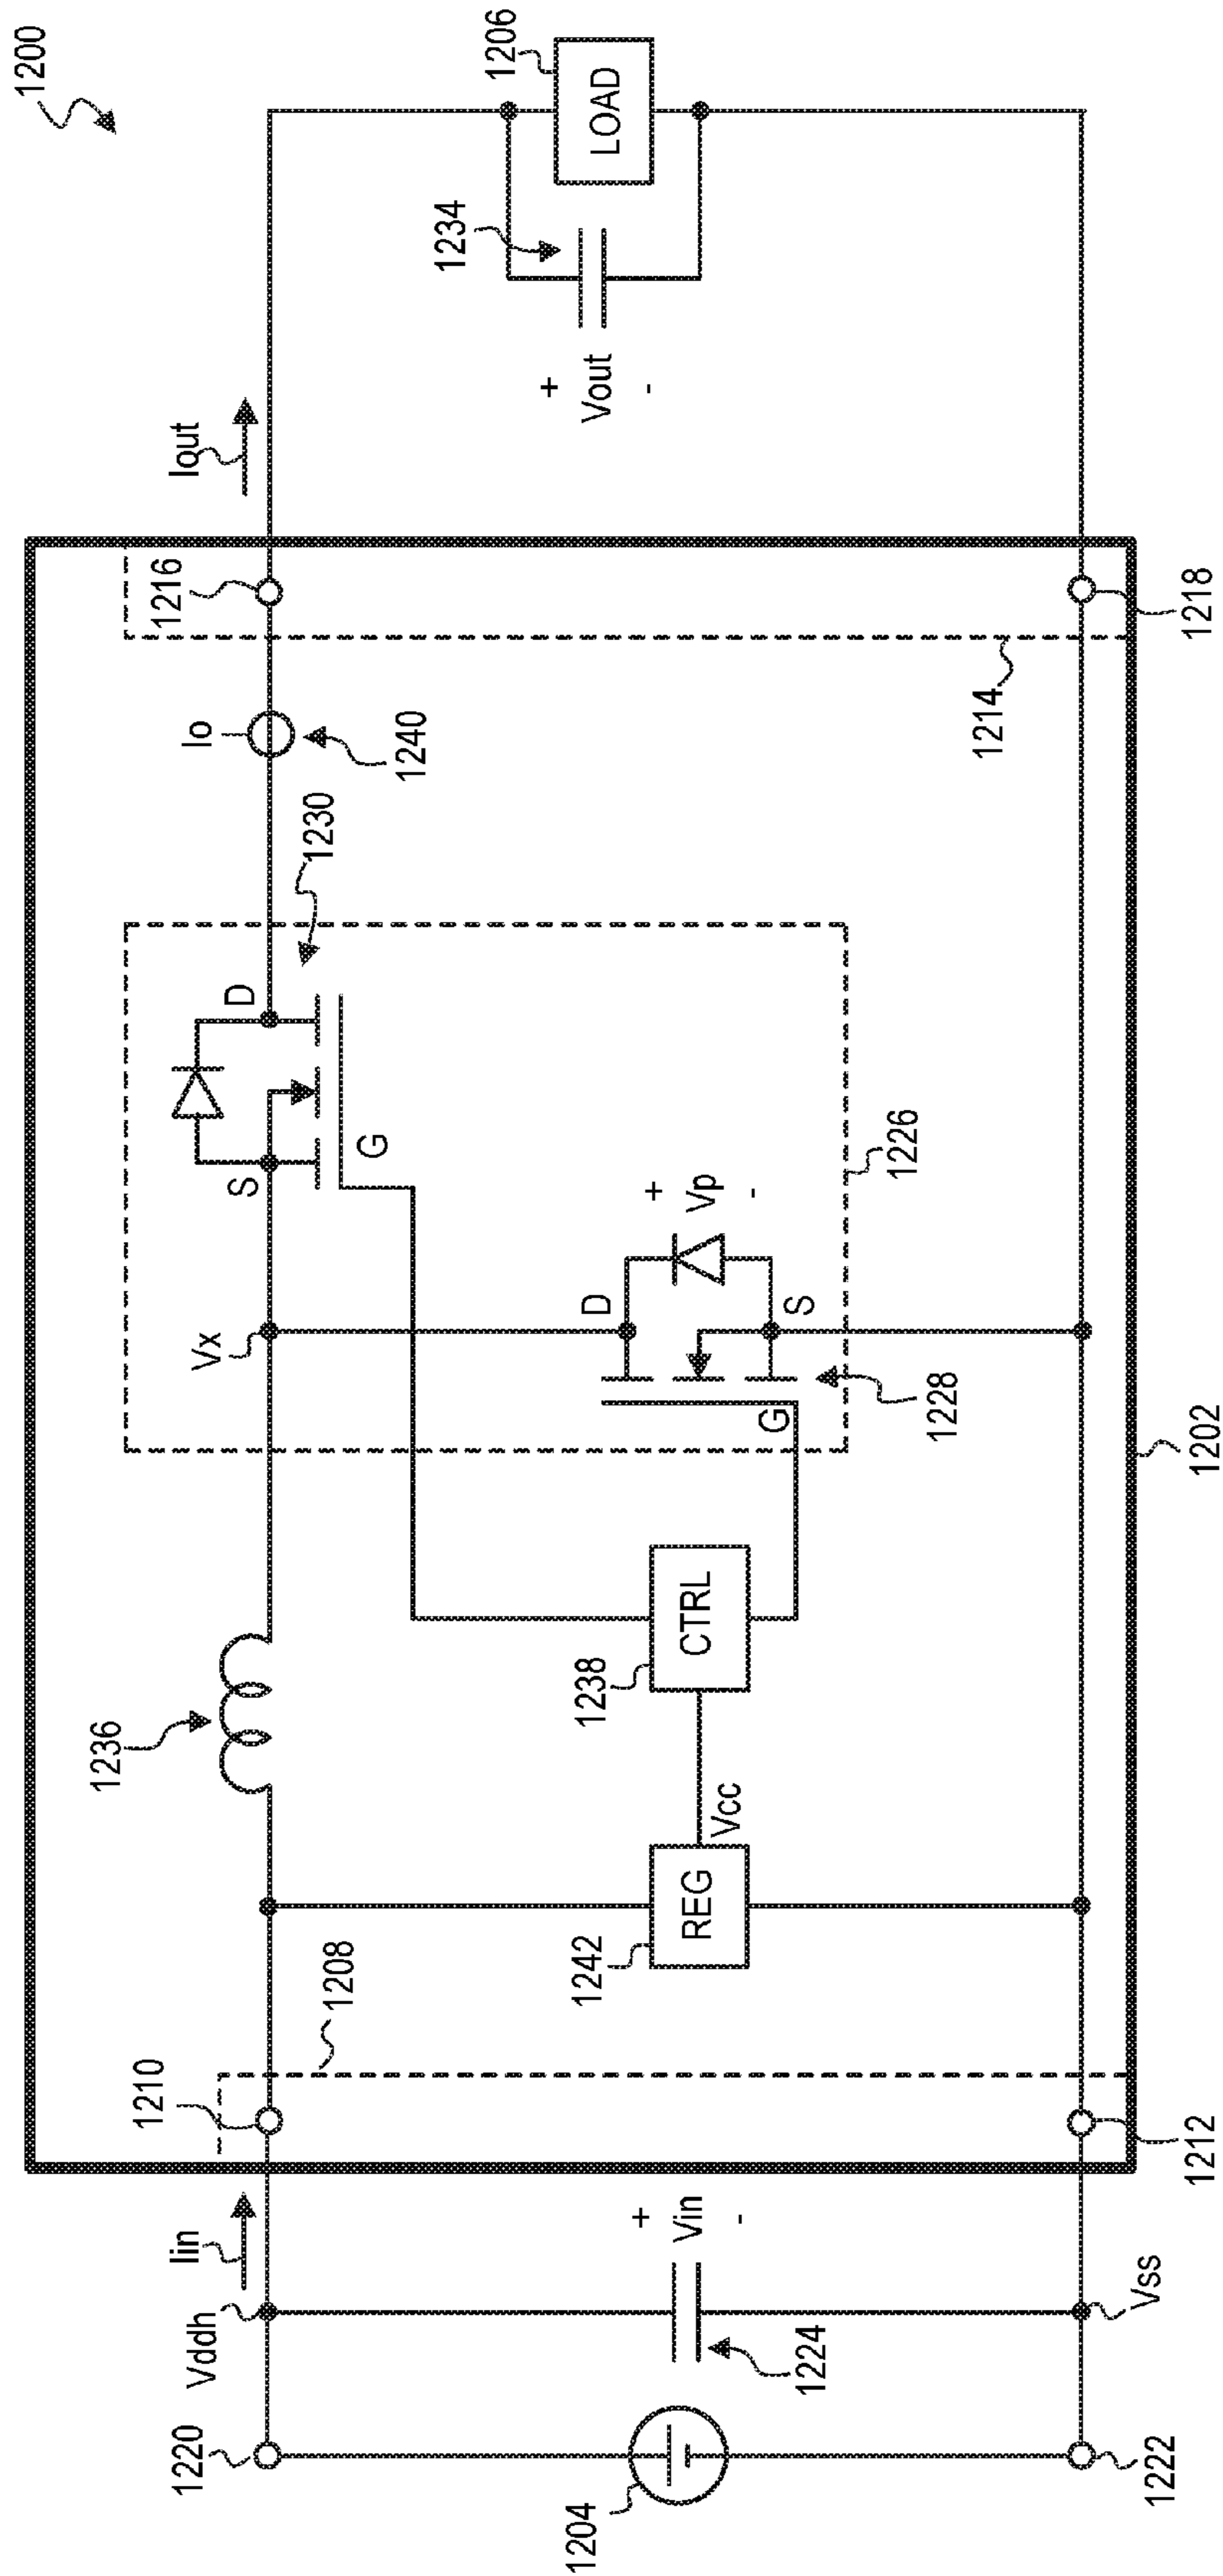 1200
Iout
1234
1206
LOAD
+
Vout
-
1216
1218
1214
Io
1240
1230
D
S
G
1226
Vx
D
+
Vp
-
S
G
1228
1202
1236
1238
CTRL
Vcc
1242
REG
1208
1210
1212
Iin
Vddh
+
Vin
-
1224
Vss
1220
1204
1222